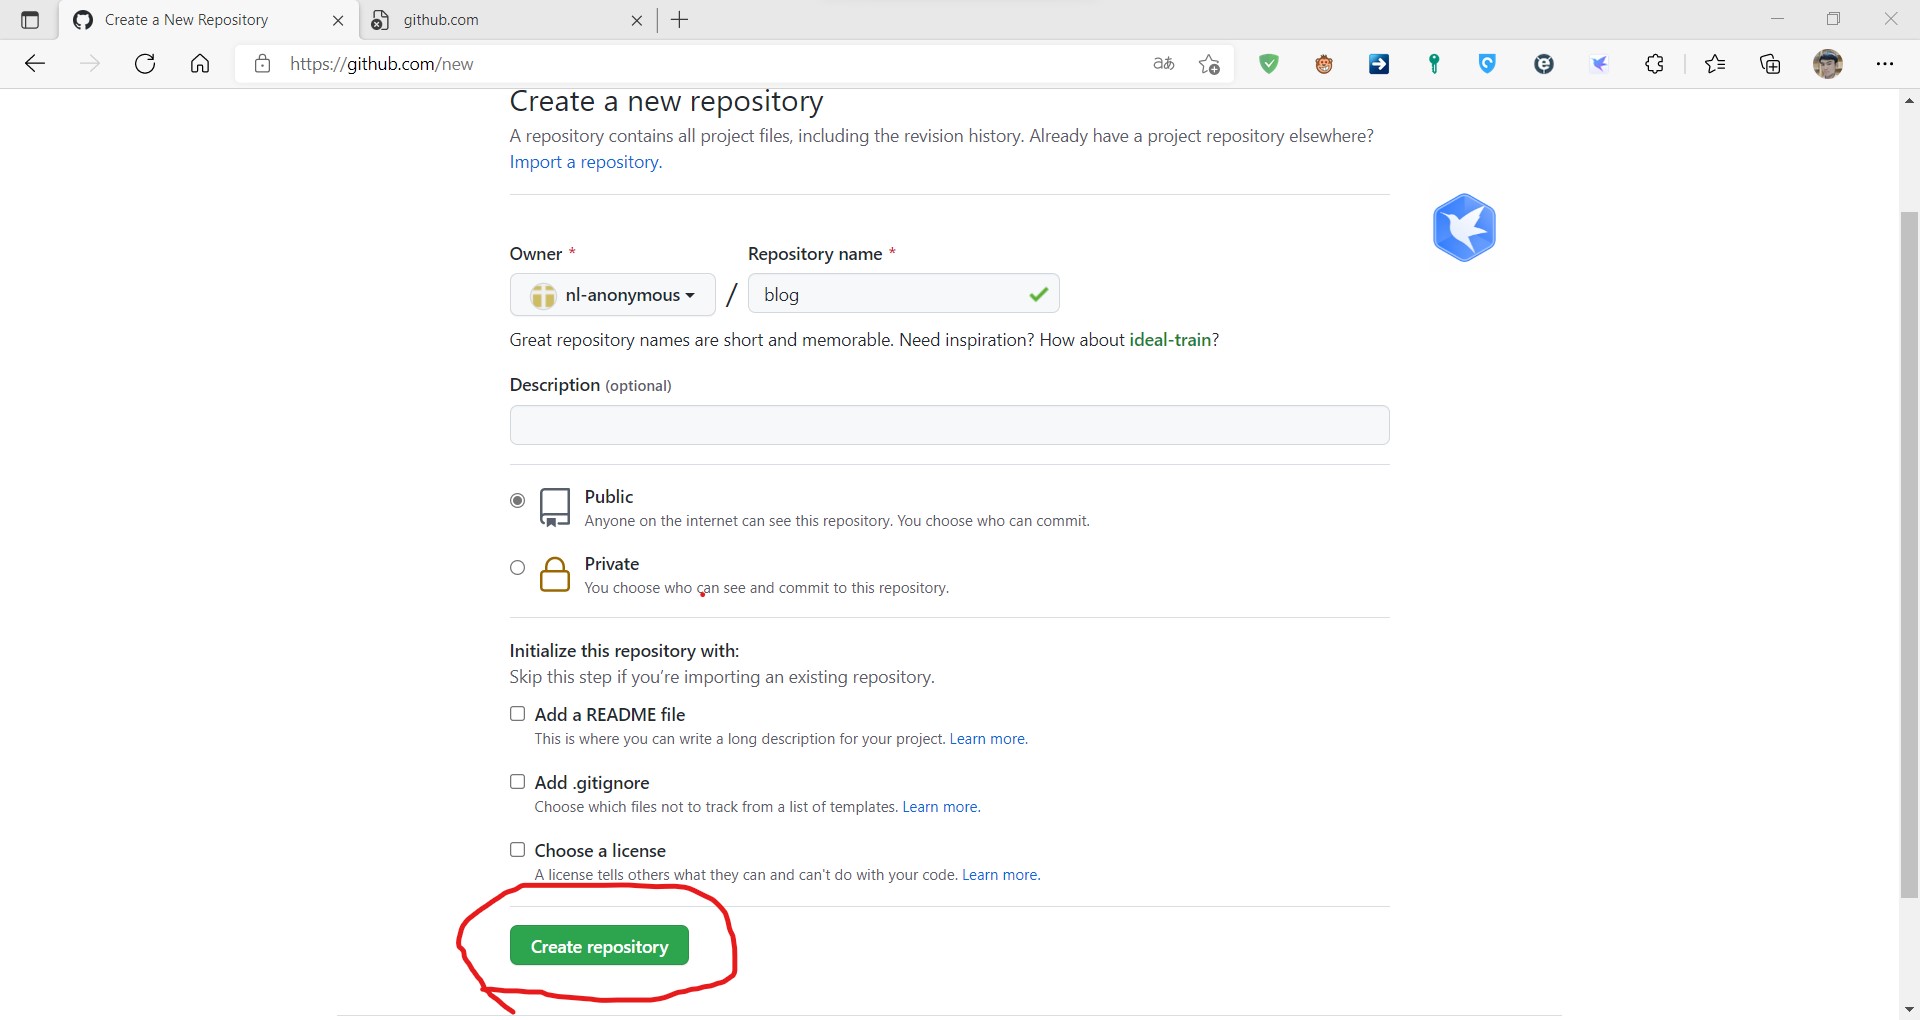 Create a New Repository
github.com
https://github.com/new
aあ
Create a new repository
A repository contains all project files, including the revision history. Already have a project repository elsewhere?
Import a repository.
Owner *
Repository name *
nl-anonymous
/
blog
Great repository names are short and memorable. Need inspiration? How about ideal-train?
Description (optional)
Public
Anyone on the internet can see this repository. You choose who can commit.
Private
You choose who can see and commit to this repository.
Initialize this repository with:
Skip this step if you’re importing an existing repository.
Add a README file
This is where you can write a long description for your project. Learn more.
Add .gitignore
Choose which files not to track from a list of templates. Learn more.
Choose a license
A license tells others what they can and can't do with your code. Learn more.
Create repository